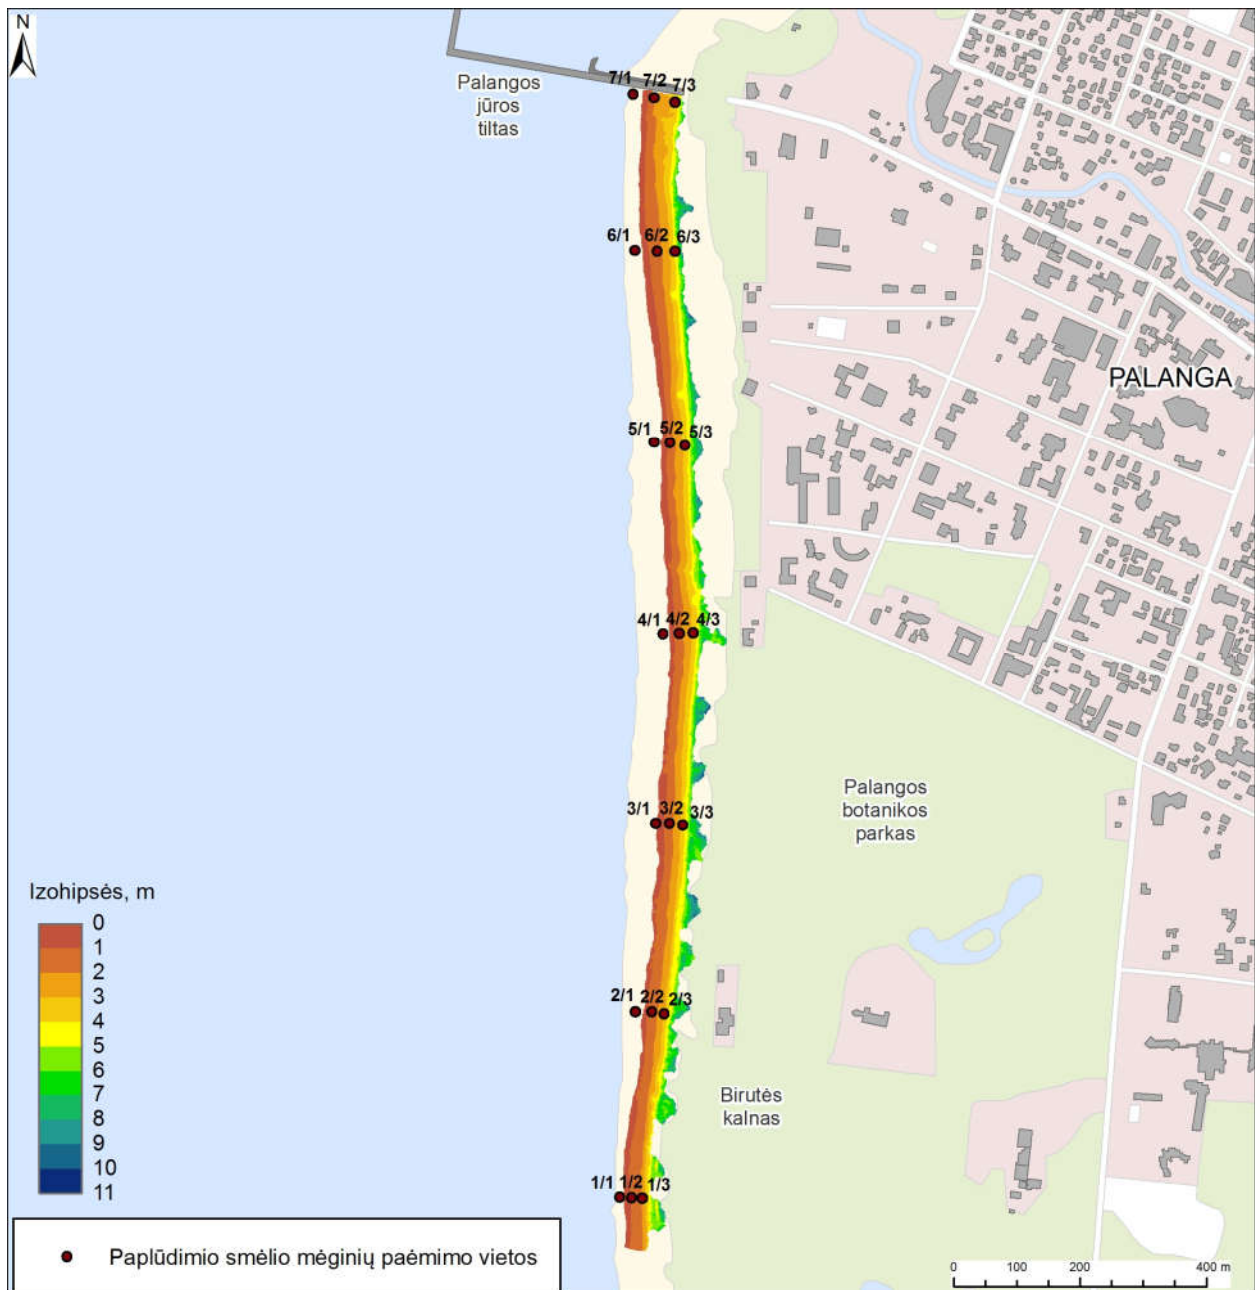 N
Palangos
jūros
tiltas
7/1 7/2 7/3
6/1 6/2 6/3
PALANGA
5/1 5/2 5/3
4/1 4/2 4/3
Palangos
botanikos
parkas
3/1 3/2 3/3
Izohipsės, m
0
1
2
3
4
5
6
7
8
9
10
11
2/1 2/2 2/3
Birutės
kalnas
1/1 1/2 1/3
Paplūdimio smėlio mėginių paėmimo vietos
0 100 200 400 m